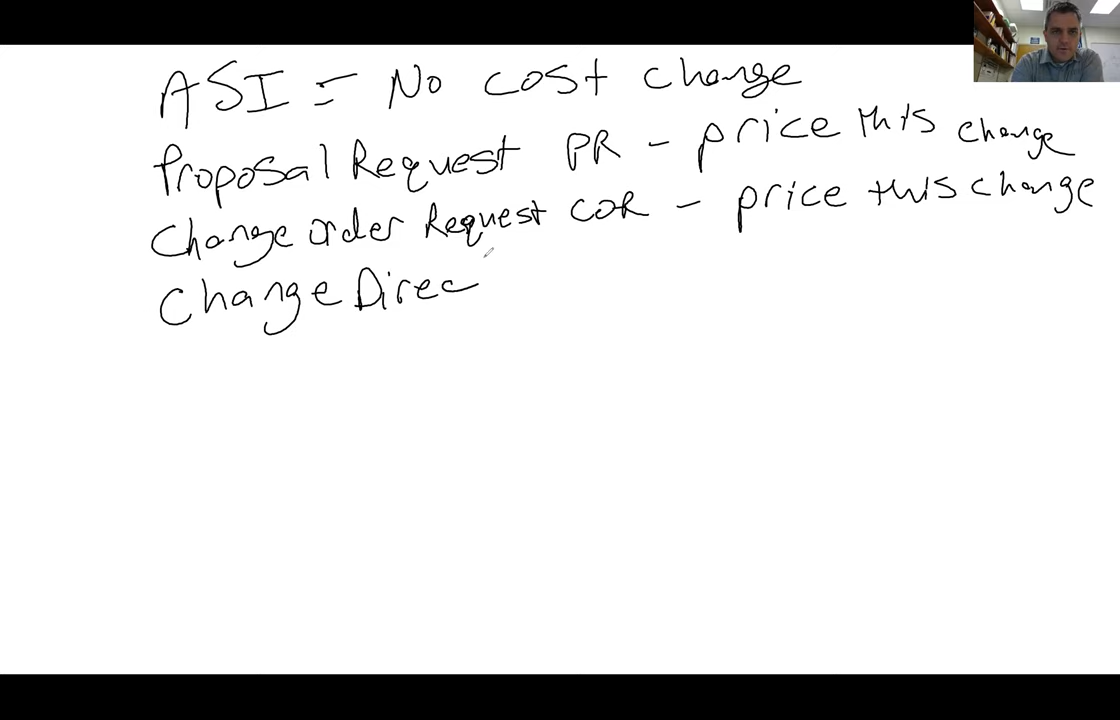 ASI = No cost change
Proposal Request PR - price this change
Change order Request COR - price this change
Change Direc